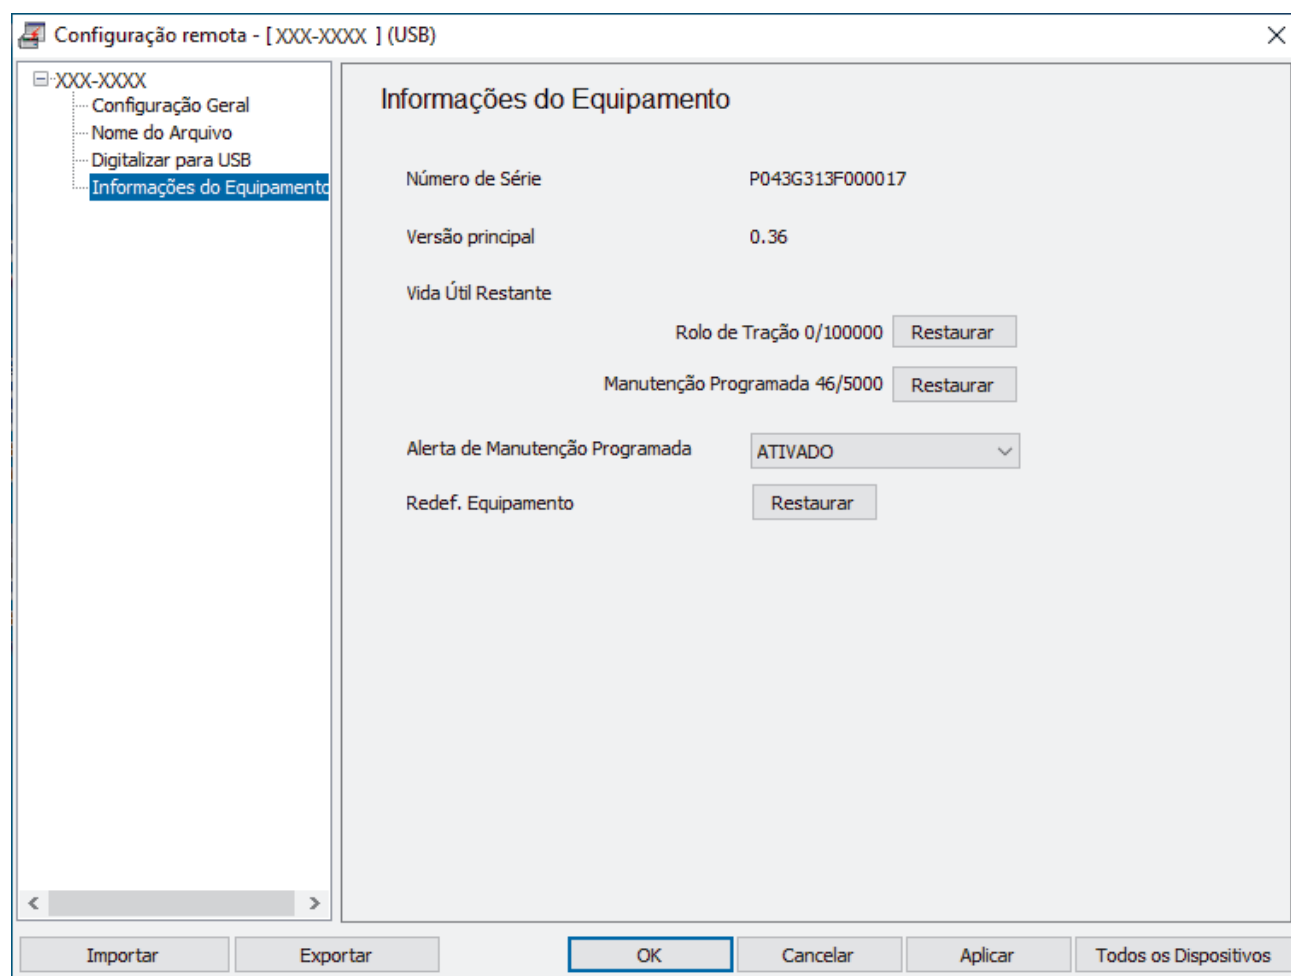 Configuração remota - [ XXX-XXXX ] (USB)
XXX-XXXX
Configuração Geral
Nome do Arquivo
Digitalizar para USB
Informações do Equipamento
Informações do Equipamento
Número de Série P043G313F000017
Versão principal 0.36
Vida Útil Restante
Rolo de Tração 0/100000 Restaurar
Manutenção Programada 46/5000 Restaurar
Alerta de Manutenção Programada ATIVADO
Redef. Equipamento Restaurar
Importar Exportar OK Cancelar Aplicar Todos os Dispositivos